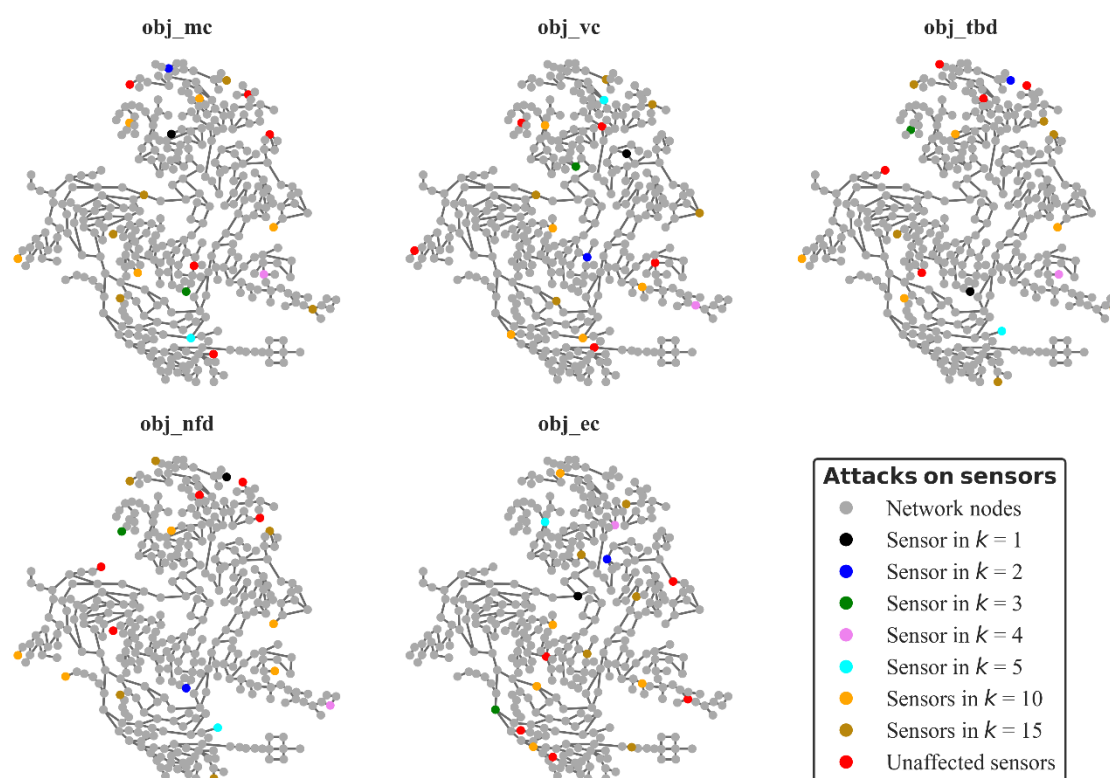 obj_mc
obj_vc
obj_tbd
obj_nfd
obj_ec
Attacks on sensors
Network nodes
Sensor in k = 1
Sensor in k = 2
Sensor in k = 3
Sensor in k = 4
Sensor in k = 5
Sensors in k = 10
Sensors in k = 15
Unaffected sensors